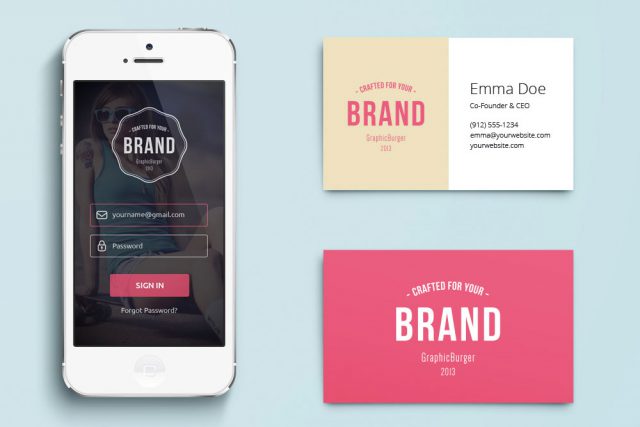 - CRAFTED FOR YOUR -
BRAND
GraphicBurger
2013
yourname@gmail.com
Password
SIGN IN
Forgot Password?
- CRAFTED FOR YOUR -
BRAND
GraphicBurger
2013
Emma Doe
Co-Founder & CEO
(912) 555-1234
emma@yourwebsite.com
yourwebsite.com
- CRAFTED FOR YOUR -
BRAND
GraphicBurger
2013